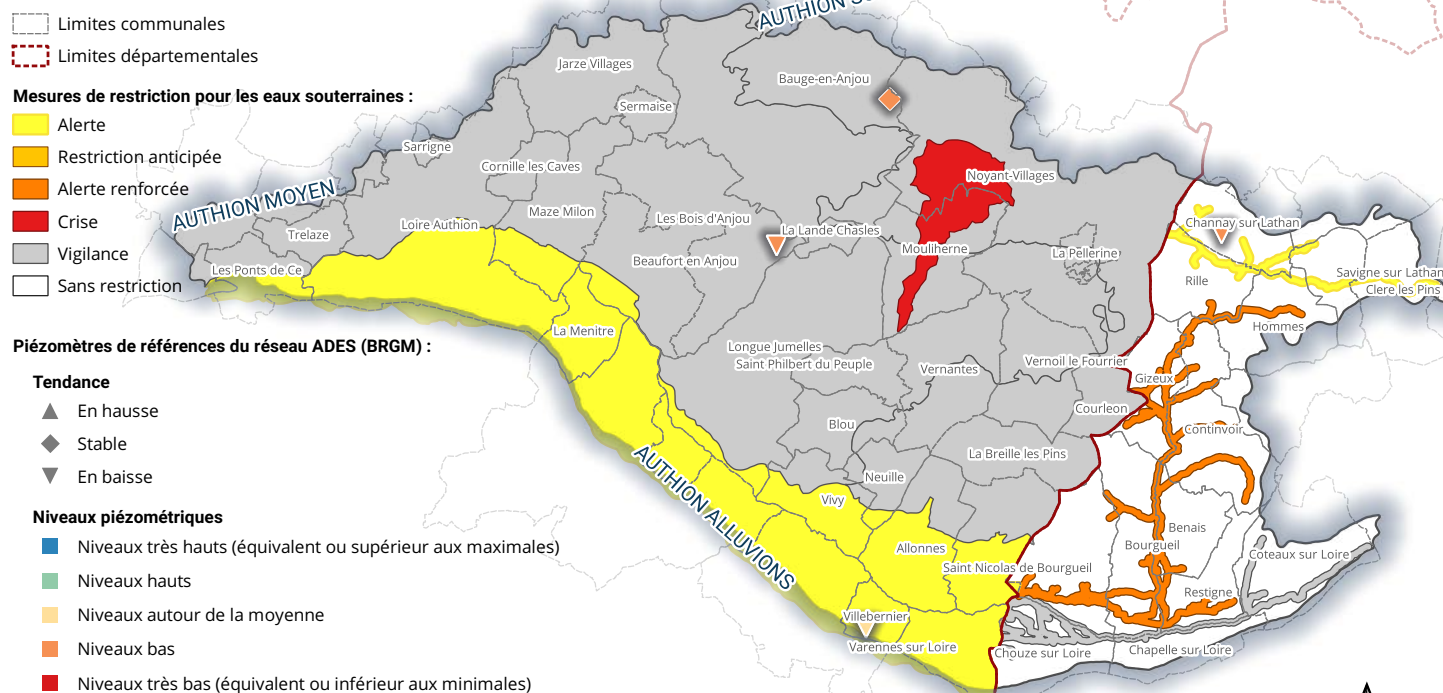 Limites communales
Limites départementales
Mesures de restriction pour les eaux souterraines :
Alerte
Restriction anticipée
Alerte renforcée
Crise
Vigilance
Sans restriction
Piézomètres de références du réseau ADES (BRGM) :
Tendance
En hausse
Stable
En baisse
Niveaux piézométriques
Niveaux très hauts (équivalent ou supérieur aux maximales)
Niveaux hauts
Niveaux autour de la moyenne
Niveaux bas
Niveaux très bas (équivalent ou inférieur aux minimales)
AUTHION
Jarze Villages
Bauge-en-Anjou
Sermaise
Sarrigne
Cornille les Caves
Noyant-Villages
AUTHION MOYEN
Maze Milon
Les Bois d'Anjou
Loire Authion
La Lande Chasles
Channay sur Lathan
Trelaze
Mouliherne
La Pellerine
Beaufort en Anjou
Les Ponts de Ce
Rille
Savigne sur Lathan
Clere les Pins
La Menitre
Hommes
Longue Jumelles
Saint Philbert du Peuple
Vernantes
Vernoil le Fourrier
Gizeux
Courleon
Blou
Continvoir
La Breille les Pins
Neuille
AUTHION ALLUVIONS
Vivy
Benais
Allonnes
Bourgueil
Coteaux sur Loire
Saint Nicolas de Bourgueil
Restigne
Villebernier
Varennes sur Loire
Chouze sur Loire
Chapelle sur Loire